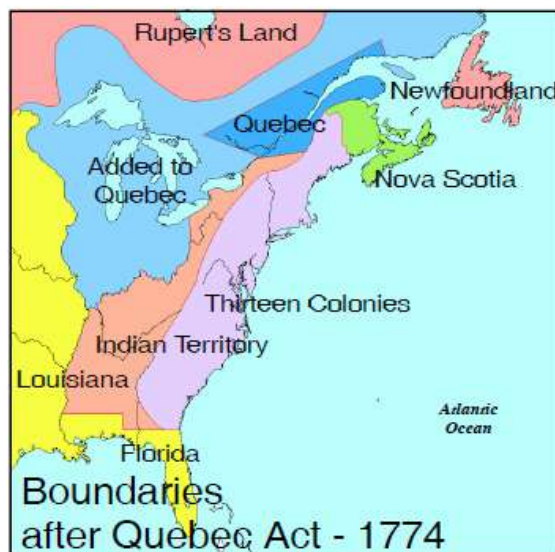 Rupert's Land
Newfoundland
Quebec
Added to
Quebec
Nova Scotia
Thirteen Colonies
Indian Territory
Louisiana
Atlantic
Ocean
Florida
Boundaries
after Quebec Act - 1774